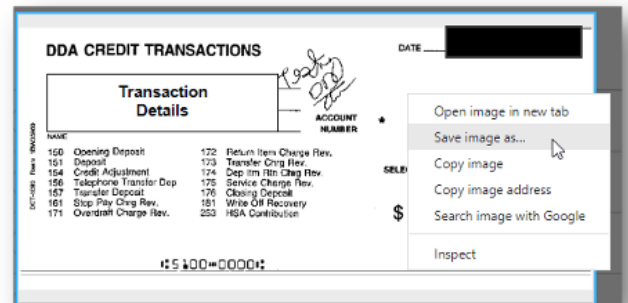 DDA CREDIT TRANSACTIONS
DATE
Transaction
Details
ACCOUNT
NUMBER
*
NAME
150 Opening Deposit
151 Deposit
154 Credit Adjustment
156 Telephone Transfer Dep
157 Transfer Deposit
161 Stop Pay Chrg Rev.
171 Overdraft Charge Rev.
172 Return Item Charge Rev.
173 Transfer Chrg Rev.
174 Dep Itm Rtn Chrg Rev.
175 Service Charge Rev.
176 Closing Deposit
181 Write Off Recovery
253 HSA Contribution
SELE
$
⑆5100⑉0000⑆
Open image in new tab
Save image as...
Copy image
Copy image address
Search image with Google
Inspect